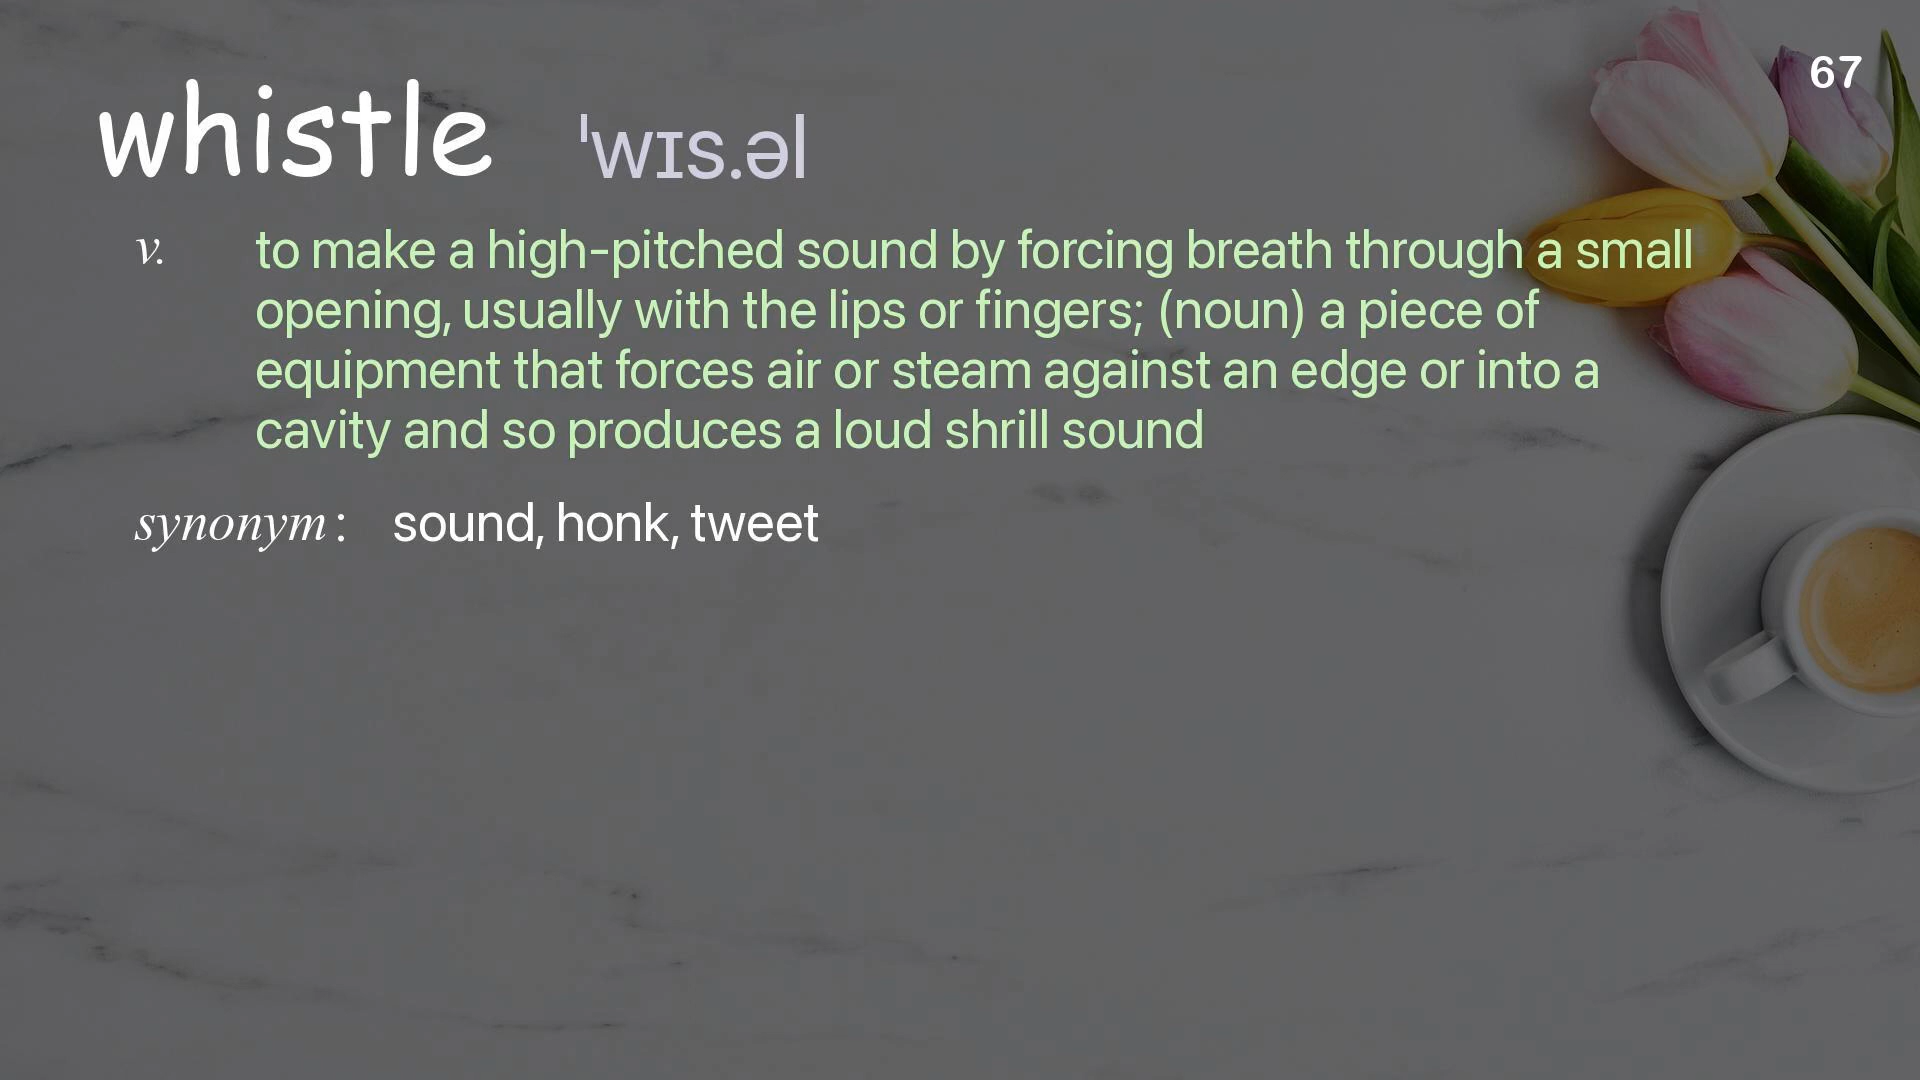 67
whistle ˈwɪs.əl
v. to make a high-pitched sound by forcing breath through a small
opening, usually with the lips or fingers; (noun) a piece of
equipment that forces air or steam against an edge or into a
cavity and so produces a loud shrill sound
synonym: sound, honk, tweet